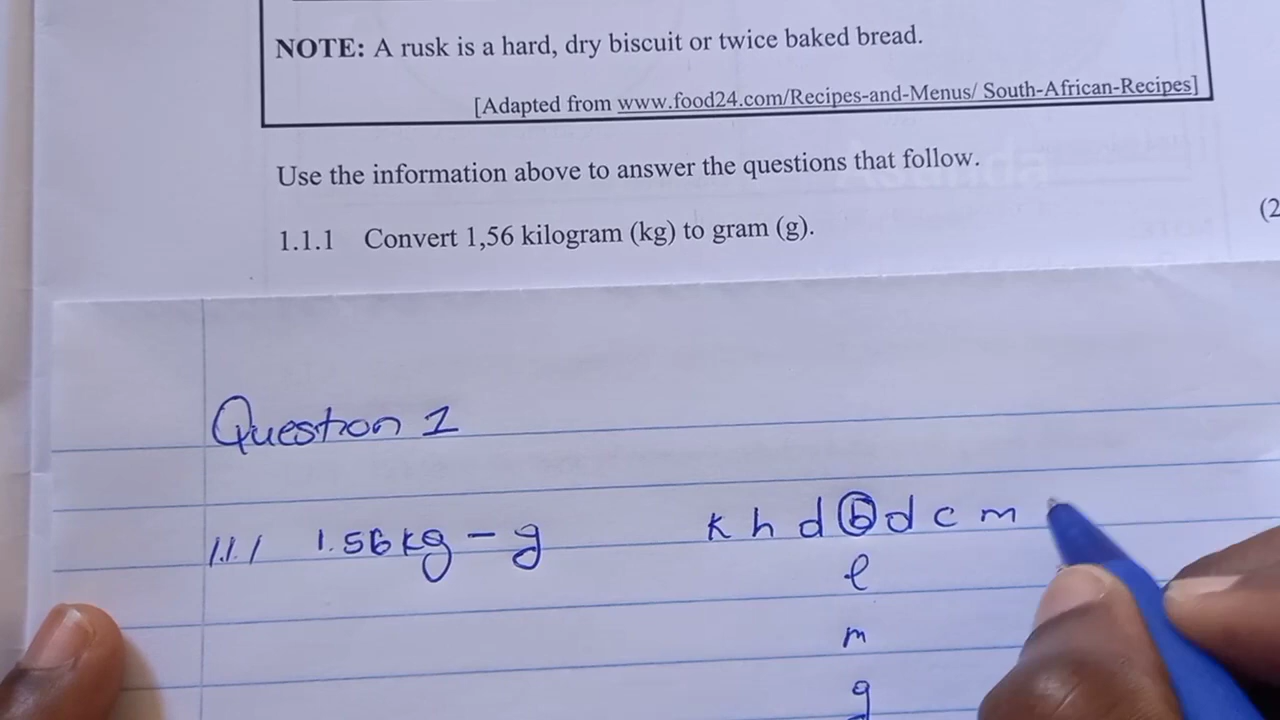 NOTE: A rusk is a hard, dry biscuit or twice baked bread.
[Adapted from www.food24.com/Recipes-and-Menus/ South-African-Recipes]
Use the information above to answer the questions that follow.
1.1.1 Convert 1,56 kilogram (kg) to gram (g).
(2
Question 1
1.1.1 1.56kg - g
k h d b d c m
l
m
g